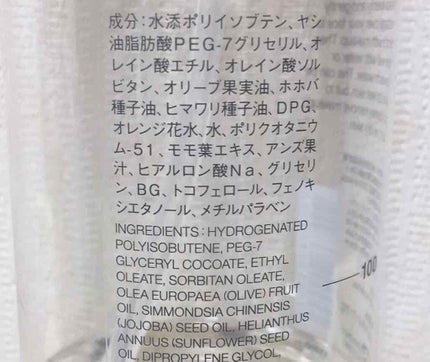 成分：水添ポリイソブテン、ヤシ
油脂肪酸PEG-7グリセリル、オ
レイン酸エチル、オレイン酸ソル
ビタン、オリーブ果実油、ホホバ
種子油、ヒマワリ種子油、DPG、
オレンジ花水、水、ポリクオタニウ
ム-51、モモ葉エキス、アンズ果
汁、ヒアルロン酸Na、グリセリ
ン、BG、トコフェロール、フェノキ
シエタノール、メチルパラベン
INGREDIENTS : HYDROGENATED
POLYISOBUTENE, PEG-7
GLYCERYL COCOATE, ETHYL
OLEATE, SORBITAN OLEATE,
OLEA EUROPAEA (OLIVE) FRUIT
OIL, SIMMONDSIA CHINENSIS
(JOJOBA) SEED OIL, HELIANTHUS
ANNUUS (SUNFLOWER) SEED
OIL, DIPROPYLENE GLYCOL,
100